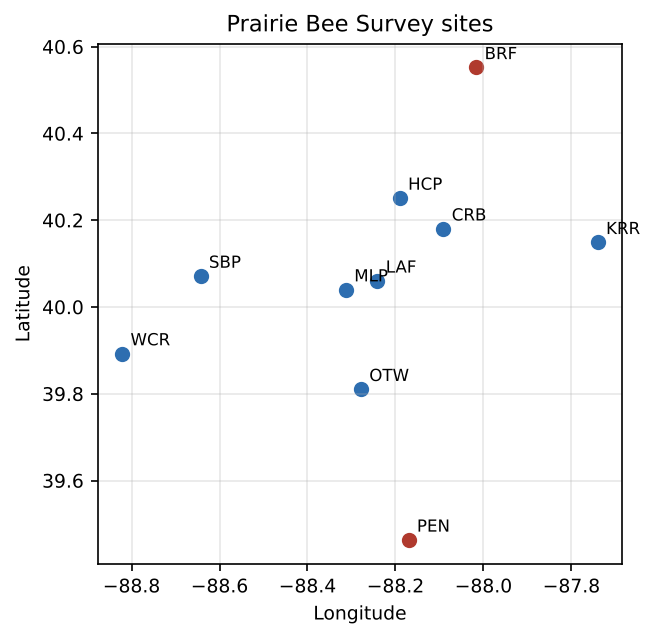 Prairie Bee Survey sites
40.6
40.4
40.2
40.0
39.8
39.6
Latitude
BRF
HCP
CRB
KRR
SBP
LAF
MLP
WCR
OTW
PEN
−88.8 −88.6 −88.4 −88.2 −88.0 −87.8
Longitude